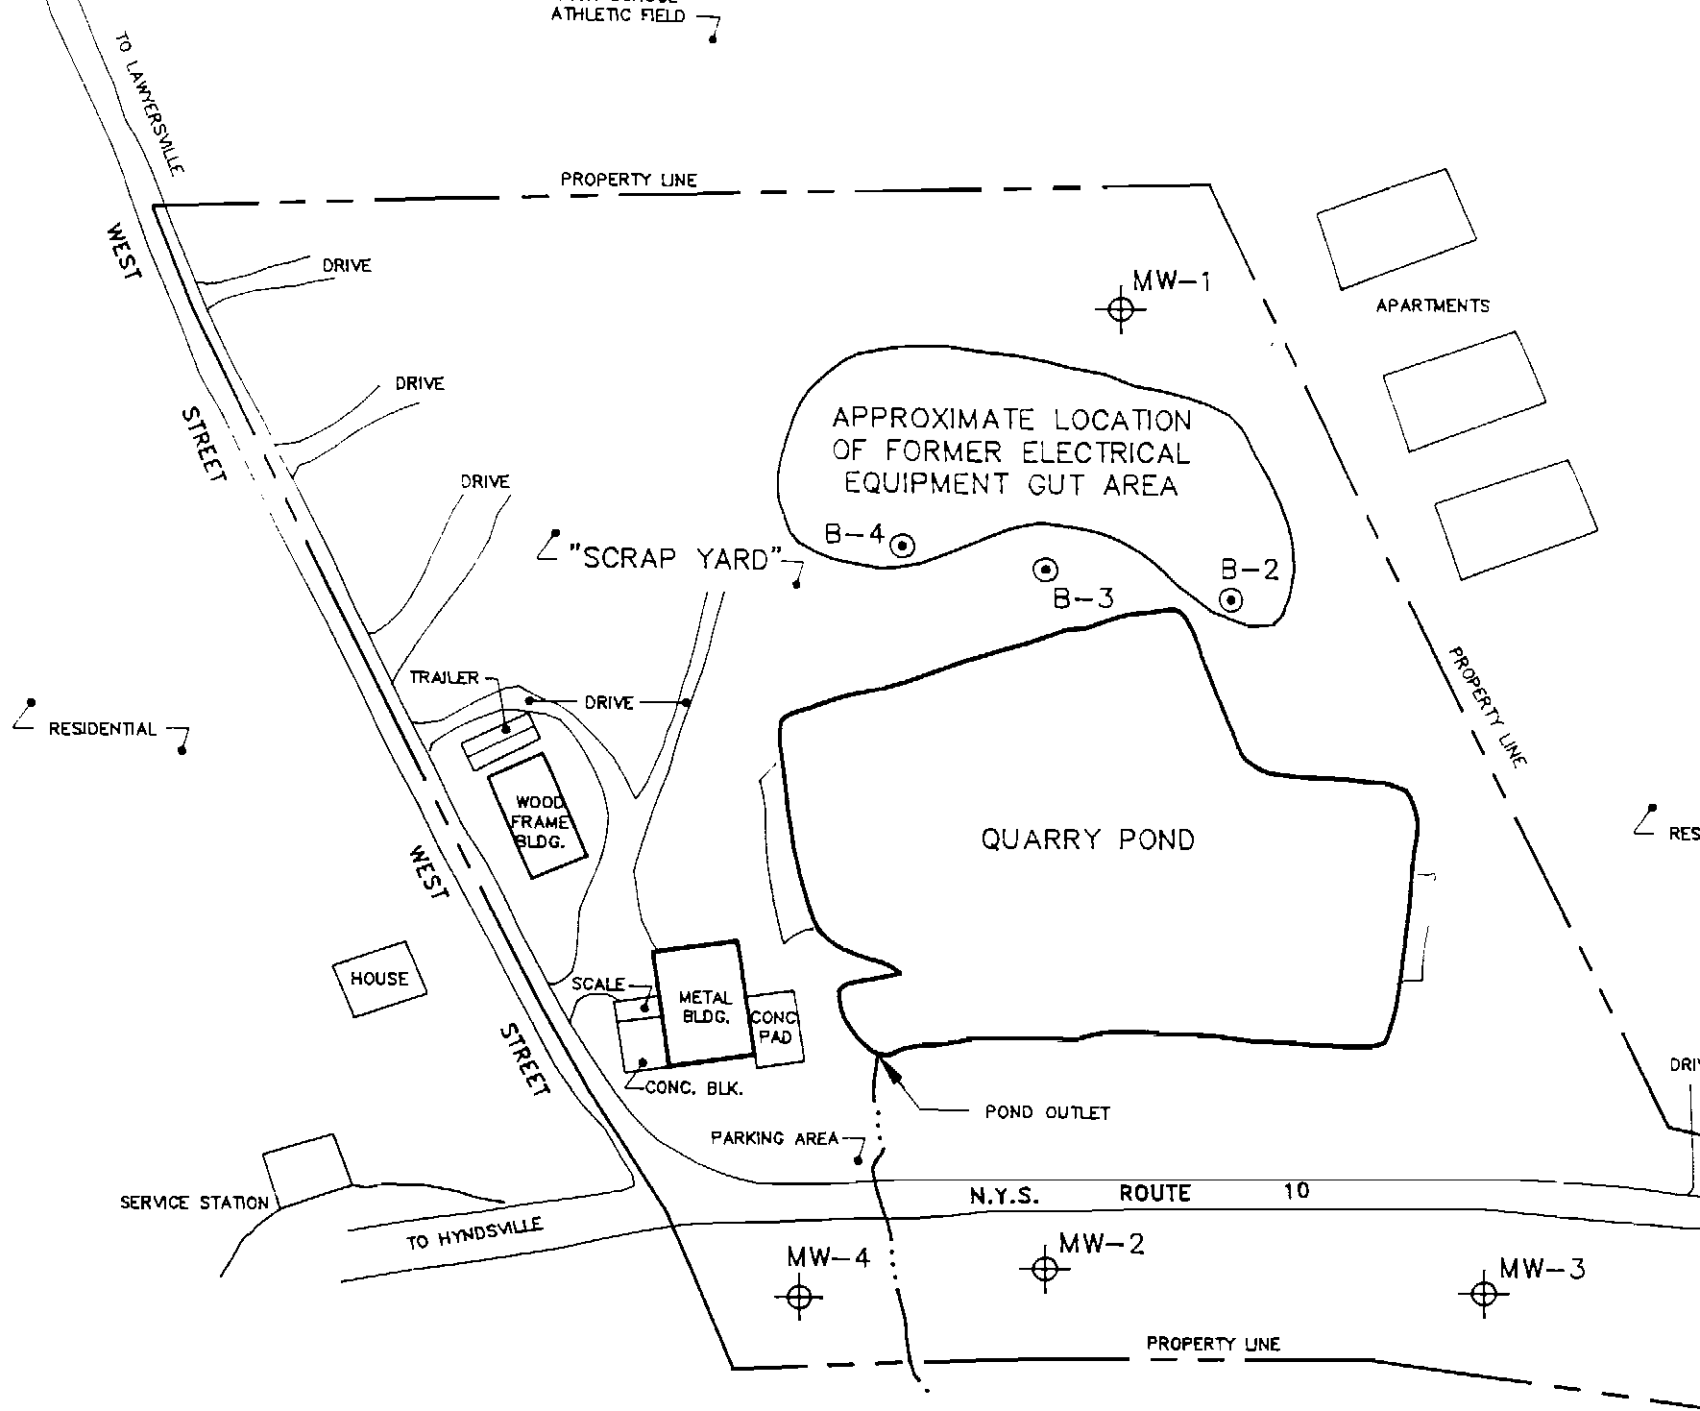 ATHLETIC FIELD
TO LAWYERSVILLE
PROPERTY LINE
WEST
DRIVE
MW-1
APARTMENTS
DRIVE
STREET
APPROXIMATE LOCATION
OF FORMER ELECTRICAL
EQUIPMENT GUT AREA
DRIVE
B-4
"SCRAP YARD"
B-2
B-3
TRAILER
DRIVE
PROPERTY LINE
RESIDENTIAL
WOOD
FRAME
BLDG.
QUARRY POND
RES
WEST
HOUSE
SCALE
METAL
BLDG.
CONC
PAD
STREET
CONC. BLK.
DRI
POND OUTLET
PARKING AREA
SERVICE STATION
N.Y.S. ROUTE 10
TO HYNDSVILLE
MW-4
MW-2
MW-3
PROPERTY LINE